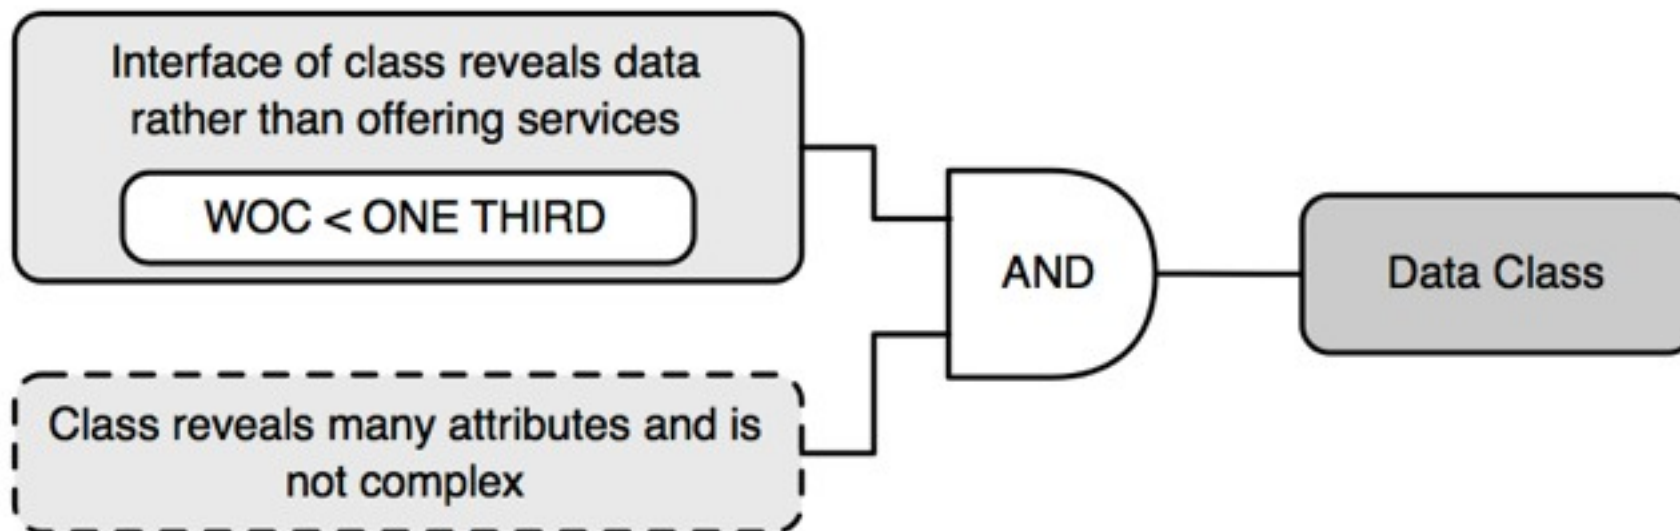 Interface of class reveals data
rather than offering services
WOC < ONE THIRD
AND
Data Class
Class reveals many attributes and is
not complex